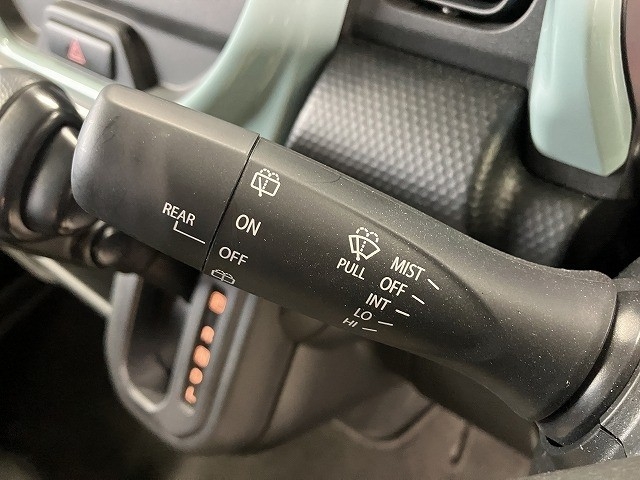 REAR
ON
OFF
PULL
MIST
OFF
INT
LO
HI